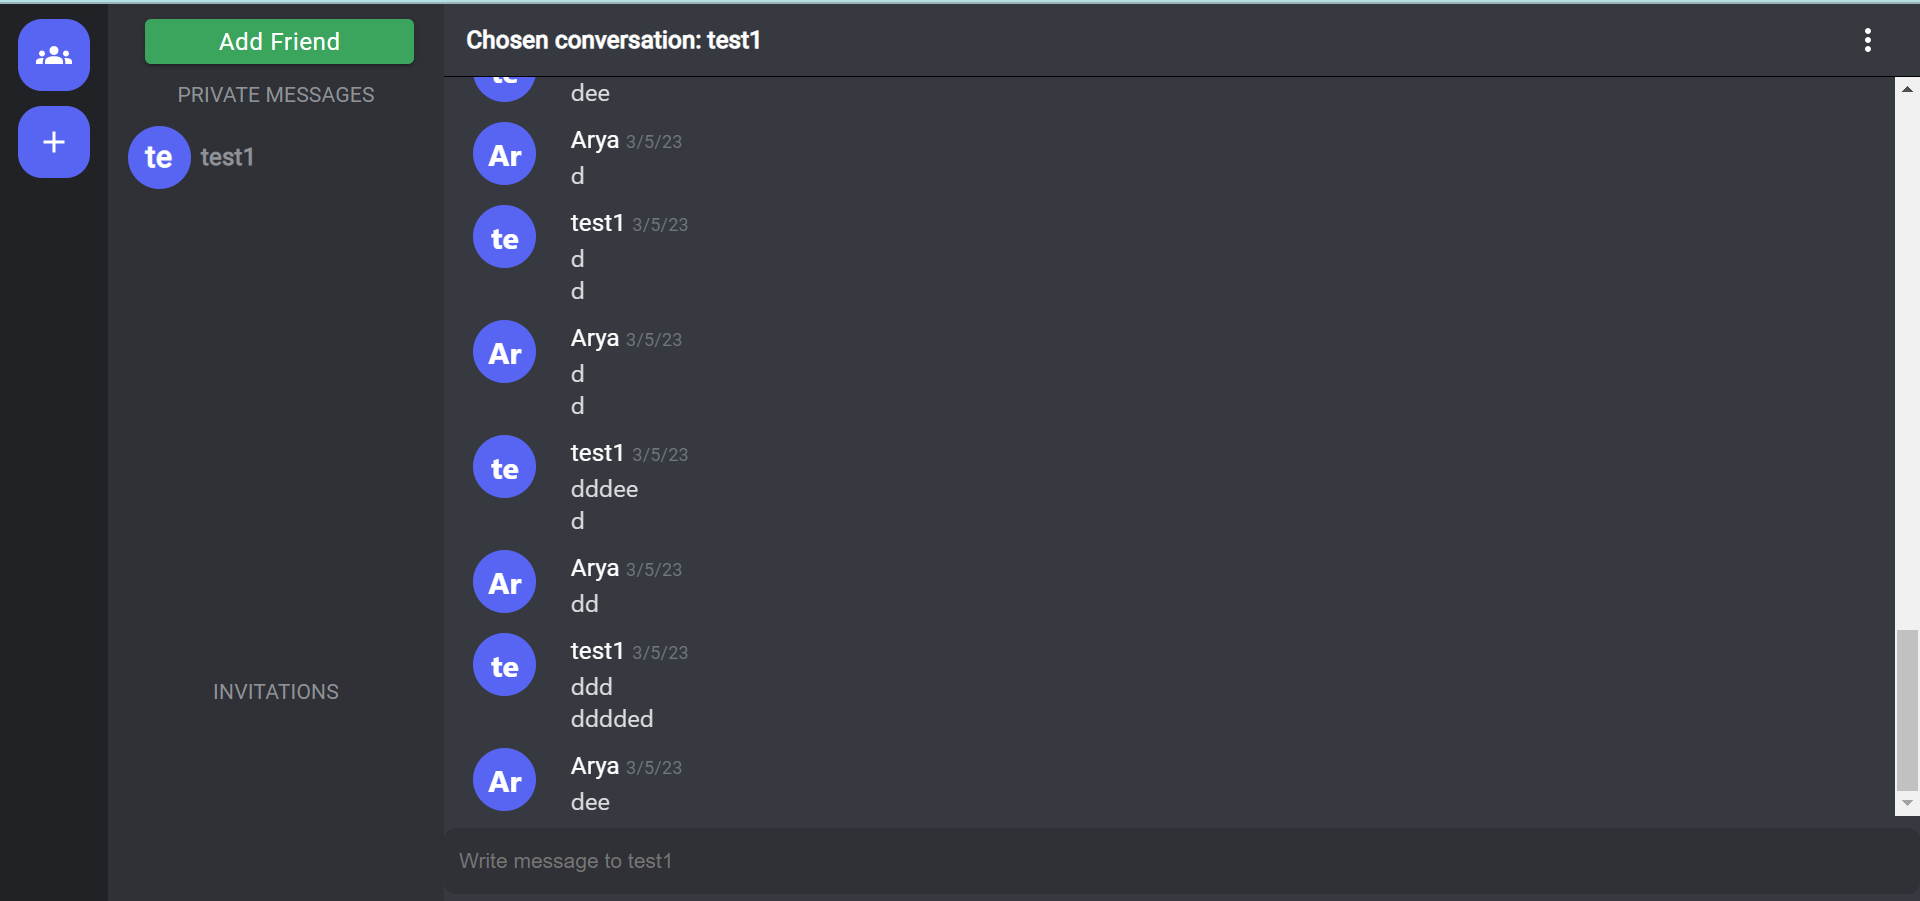 Add Friend
PRIVATE MESSAGES
te test1
INVITATIONS
Chosen conversation: test1
te
dee
Ar Arya 3/5/23
d
te test1 3/5/23
d
d
Ar Arya 3/5/23
d
d
te test1 3/5/23
dddee
d
Ar Arya 3/5/23
dd
te test1 3/5/23
ddd
dddded
Ar Arya 3/5/23
dee
Write message to test1